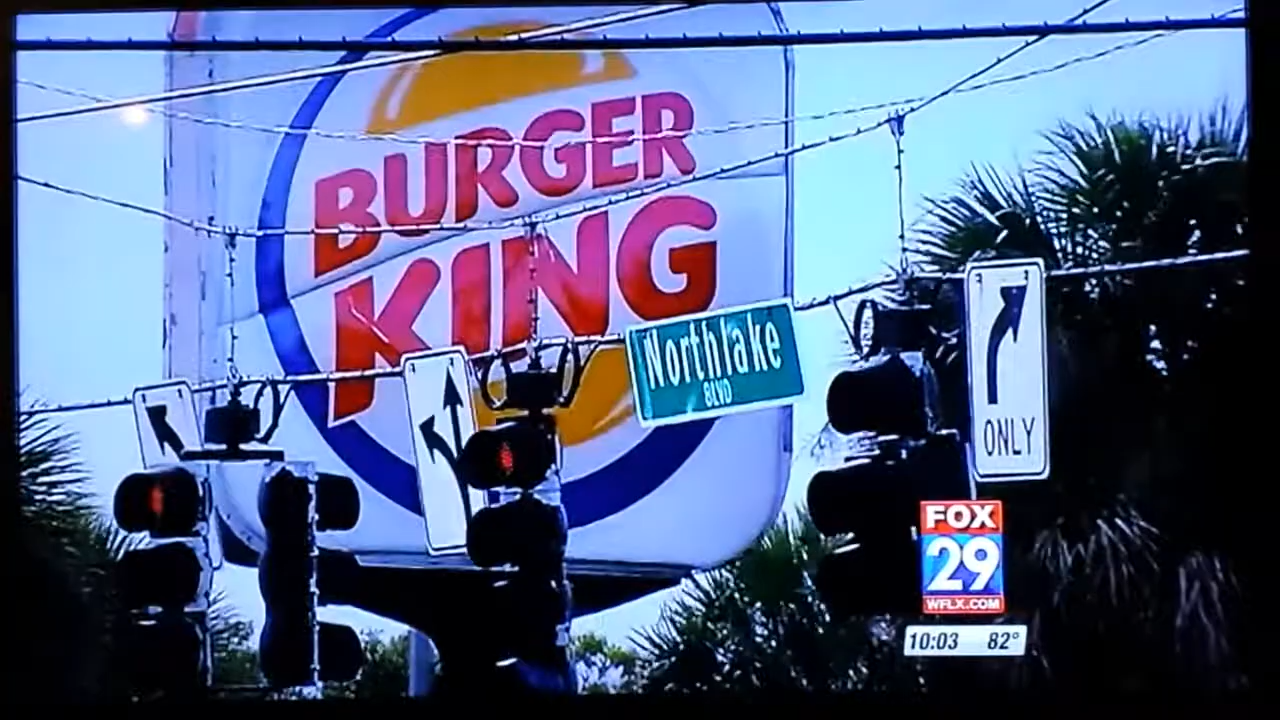 BURGER
KING
Northlake
BLVD
ONLY
FOX
29
WFLX.COM
10:03 82°